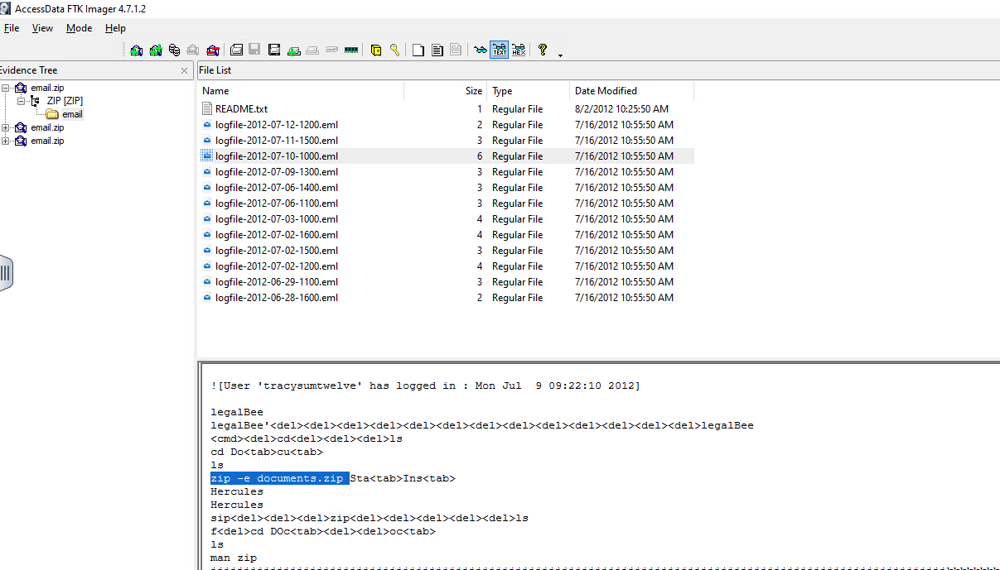 AccessData FTK Imager 4.7.1.2
File View Mode Help
TEXT HEX
Evidence Tree
email.zip
ZIP [ZIP]
email
email.zip
email.zip
File List
Name Size Type Date Modified
README.txt 1 Regular File 8/2/2012 10:25:50 AM
logfile-2012-07-12-1200.eml 2 Regular File 7/16/2012 10:55:50 AM
logfile-2012-07-11-1500.eml 3 Regular File 7/16/2012 10:55:50 AM
logfile-2012-07-10-1000.eml 6 Regular File 7/16/2012 10:55:50 AM
logfile-2012-07-09-1300.eml 3 Regular File 7/16/2012 10:55:50 AM
logfile-2012-07-06-1400.eml 3 Regular File 7/16/2012 10:55:50 AM
logfile-2012-07-06-1100.eml 3 Regular File 7/16/2012 10:55:50 AM
logfile-2012-07-03-1000.eml 4 Regular File 7/16/2012 10:55:50 AM
logfile-2012-07-02-1600.eml 4 Regular File 7/16/2012 10:55:50 AM
logfile-2012-07-02-1500.eml 3 Regular File 7/16/2012 10:55:50 AM
logfile-2012-07-02-1200.eml 4 Regular File 7/16/2012 10:55:50 AM
logfile-2012-06-29-1100.eml 3 Regular File 7/16/2012 10:55:50 AM
logfile-2012-06-28-1600.eml 2 Regular File 7/16/2012 10:55:50 AM
![User 'tracysumtwelve' has logged in : Mon Jul  9 09:22:10 2012]
legalBee
legalBee'<del><del><del><del><del><del><del><del><del><del><del><del><del>legalBee
<cmd><del>cd<del><del><del>ls
cd Do<tab>cu<tab>
ls
zip -e documents.zip Sta<tab>Ins<tab>
Hercules
Hercules
sip<del><del><del>zip<del><del><del><del><del>ls
f<del>cd DOc<tab><del><del>oc<tab>
ls
man zip